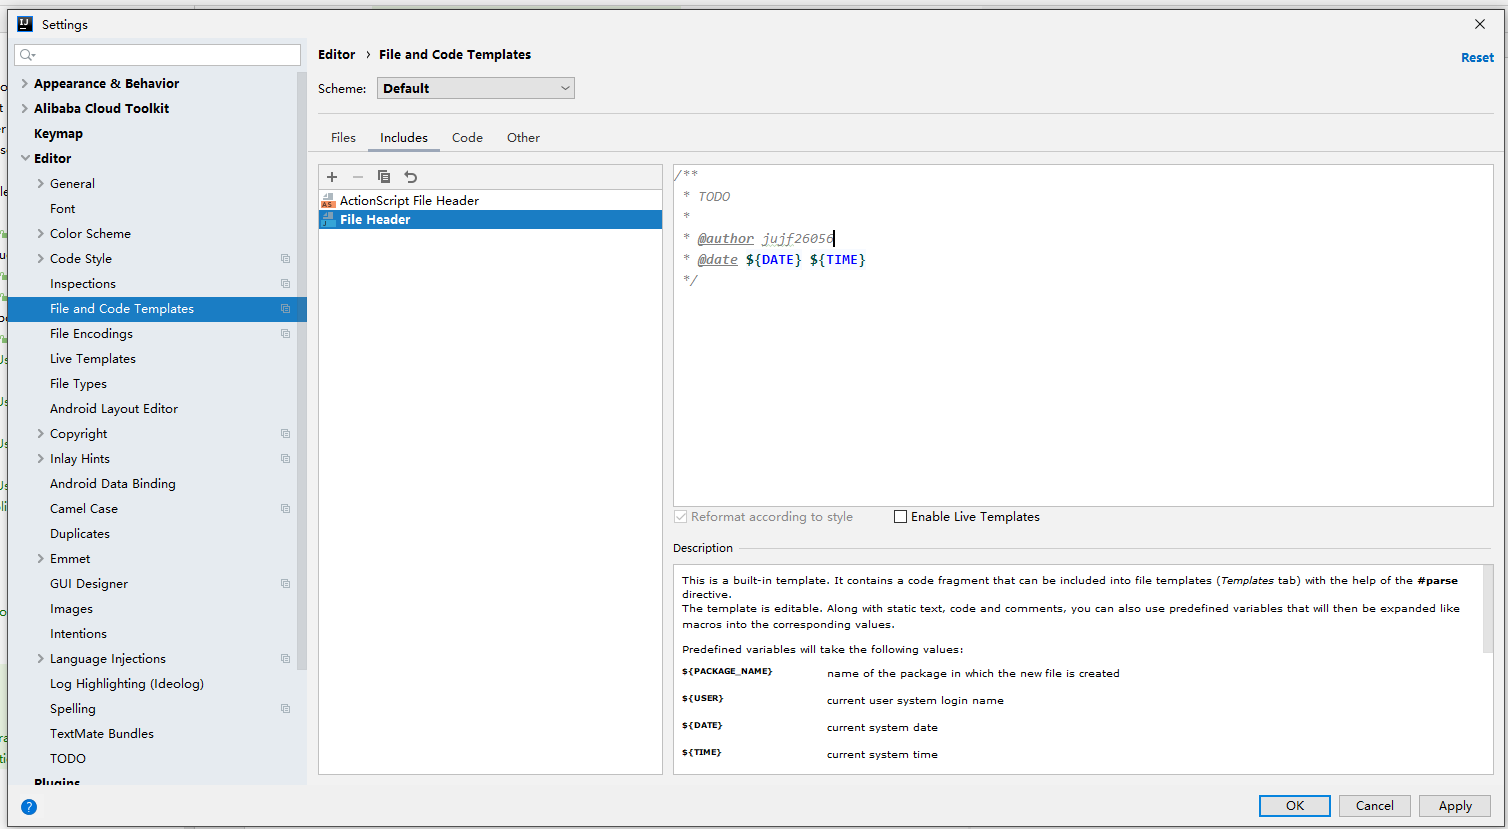 Settings
Appearance & Behavior
Alibaba Cloud Toolkit
Keymap
Editor
General
Font
Color Scheme
Code Style
Inspections
File and Code Templates
File Encodings
Live Templates
File Types
Android Layout Editor
Copyright
Inlay Hints
Android Data Binding
Camel Case
Duplicates
Emmet
GUI Designer
Images
Intentions
Language Injections
Log Highlighting (Ideolog)
Spelling
TextMate Bundles
TODO
Plugins
Editor › File and Code Templates
Reset
Scheme: Default
Files Includes Code Other
ActionScript File Header
File Header
/**
* TODO
*
* @author jujf26056
* @date ${DATE} ${TIME}
*/
Reformat according to style
Enable Live Templates
Description
This is a built-in template. It contains a code fragment that can be included into file templates (Templates tab) with the help of the #parse
directive.
The template is editable. Along with static text, code and comments, you can also use predefined variables that will then be expanded like
macros into the corresponding values.
Predefined variables will take the following values:
${PACKAGE_NAME} name of the package in which the new file is created
${USER} current user system login name
${DATE} current system date
${TIME} current system time
?
OK Cancel Apply